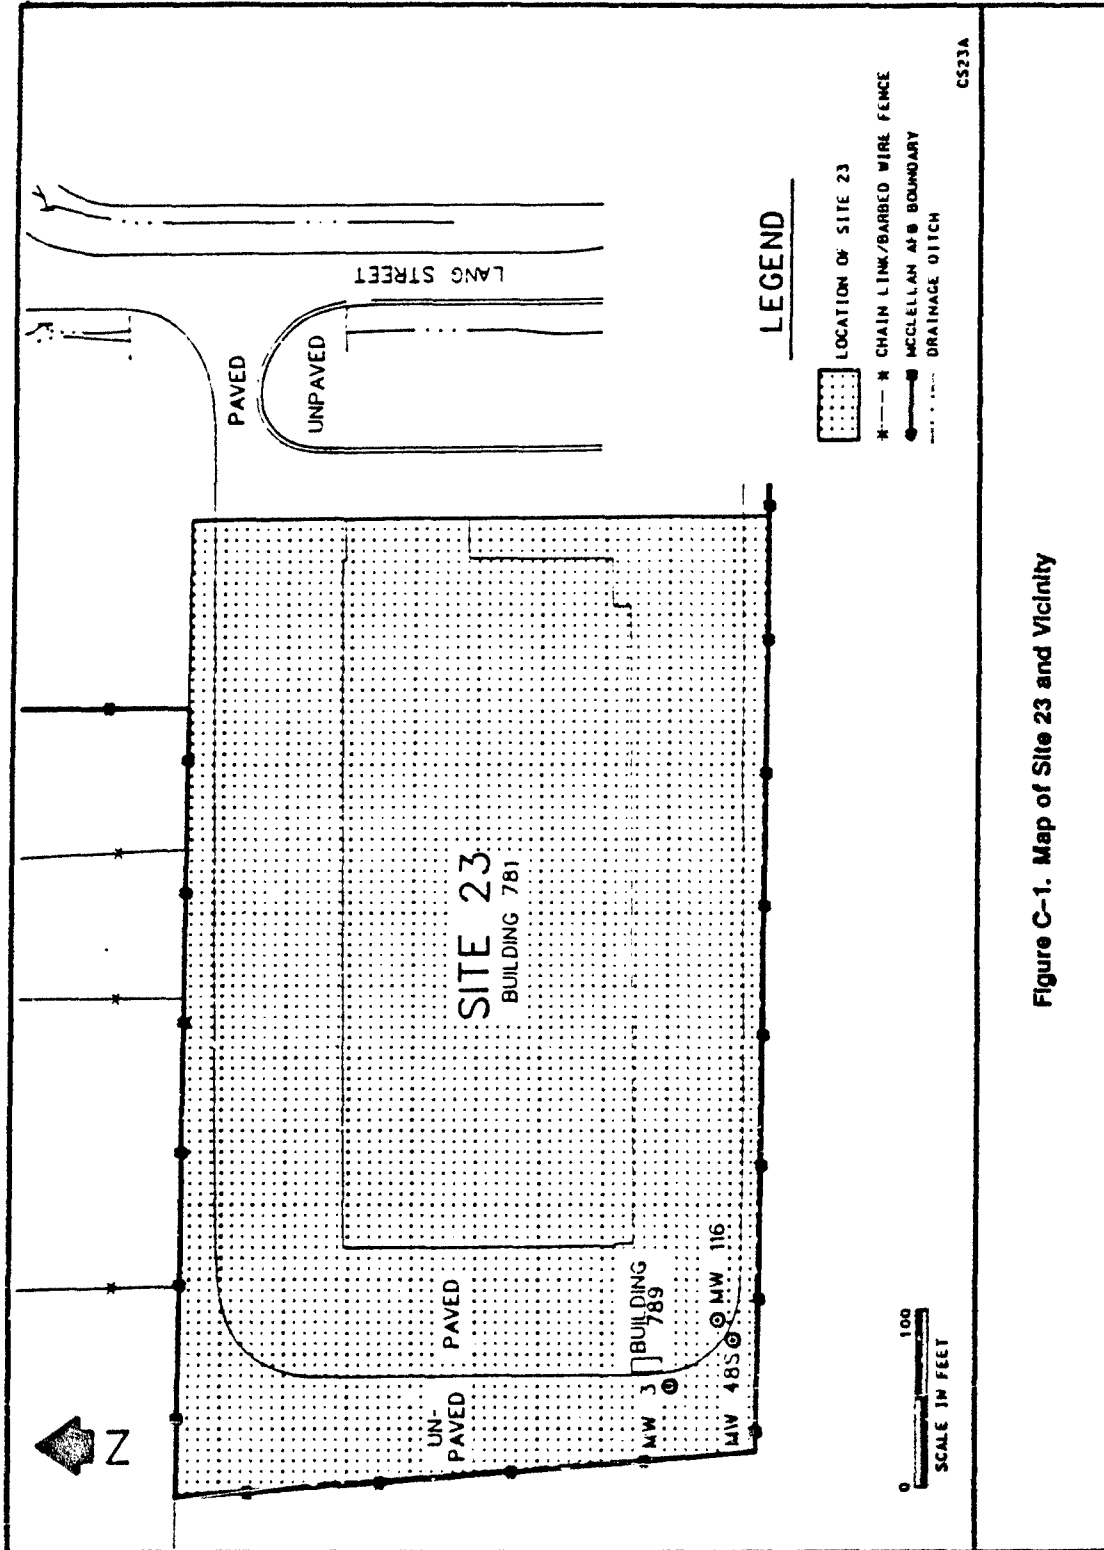 N
LANG STREET
PAVED
UNPAVED
SITE 23
BUILDING 781
PAVED
UN-
PAVED
BUILDING
789
MW 3
MW 48S
MW 116
LEGEND
LOCATION OF SITE 23
CHAIN LINK/BARBED WIRE FENCE
MCCLELLAN AFB BOUNDARY
DRAINAGE DITCH
0 100
SCALE IN FEET
CS23A
Figure C-1. Map of Site 23 and Vicinity